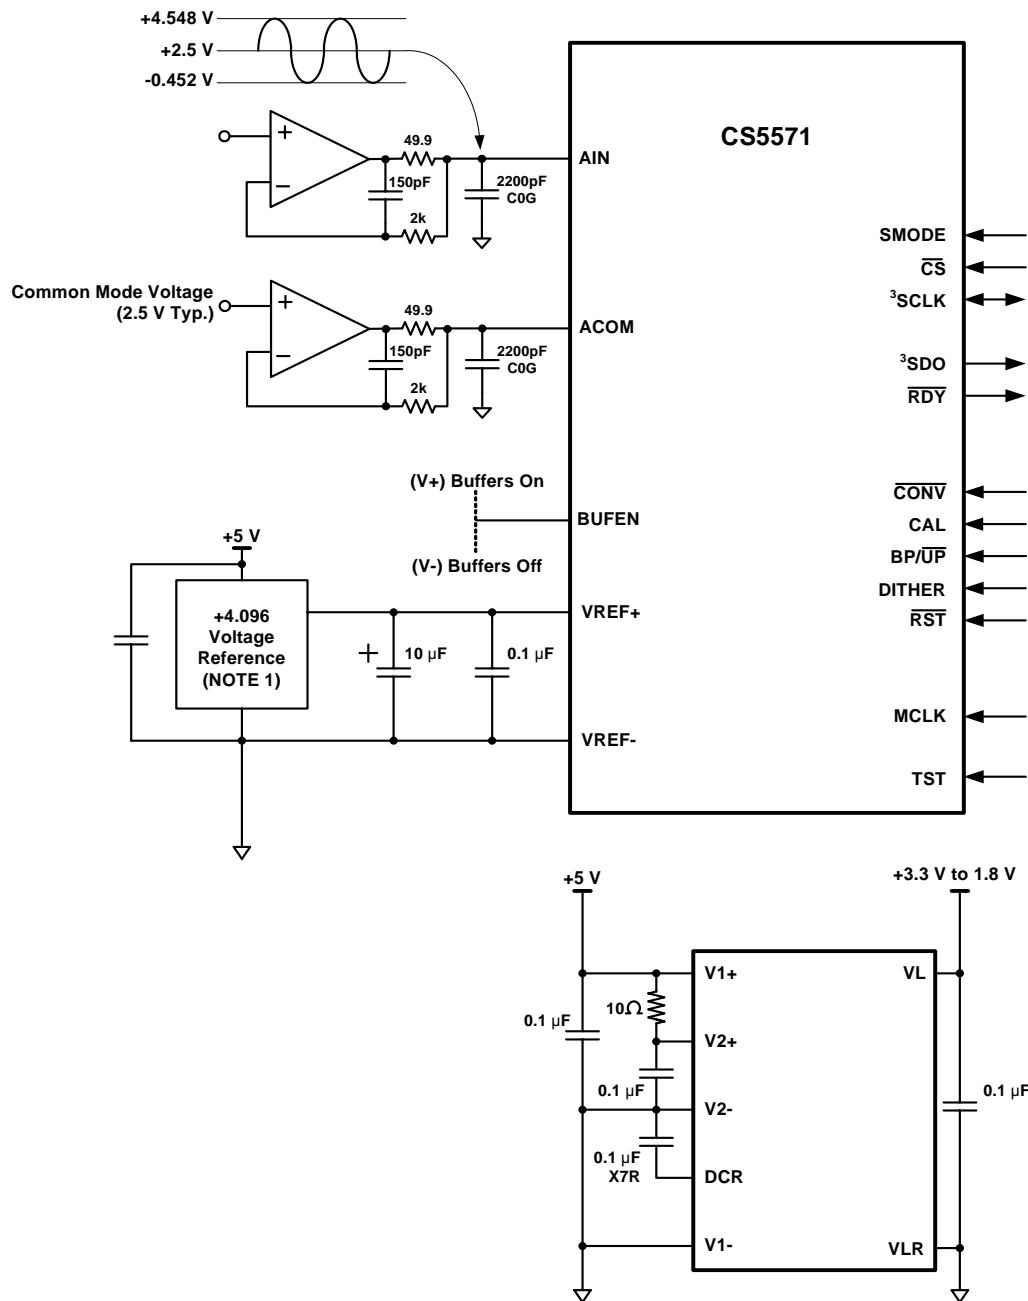 +4.548 V
+2.5 V
-0.452 V
CS5571
+
−
49.9
150pF
2k
2200pF
C0G
AIN
SMODE
CS
³SCLK
³SDO
RDY
Common Mode Voltage
(2.5 V Typ.)
+
−
49.9
150pF
2k
2200pF
C0G
ACOM
(V+) Buffers On
BUFEN
(V-) Buffers Off
CONV
CAL
BP/UP
DITHER
RST
+5 V
+4.096
Voltage
Reference
(NOTE 1)
+
10 µF
0.1 µF
VREF+
VREF-
MCLK
TST
+5 V
+3.3 V to 1.8 V
V1+
VL
10Ω
0.1 µF
V2+
0.1 µF
V2-
0.1 µF
0.1 µF
X7R
DCR
V1-
VLR